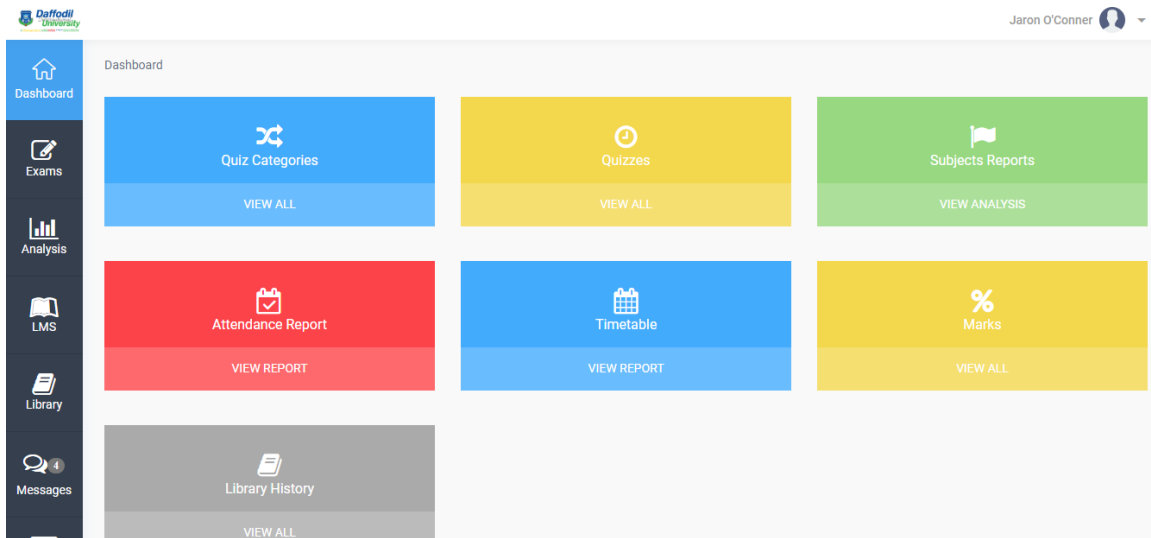 Daffodil
University
Jaron O'Conner
Dashboard
Exams
Analysis
LMS
Library
4
Messages
Dashboard
Quiz Categories
VIEW ALL
Quizzes
VIEW ALL
Subjects Reports
VIEW ANALYSIS
Attendance Report
VIEW REPORT
Timetable
VIEW REPORT
Marks
VIEW ALL
Library History
VIEW ALL